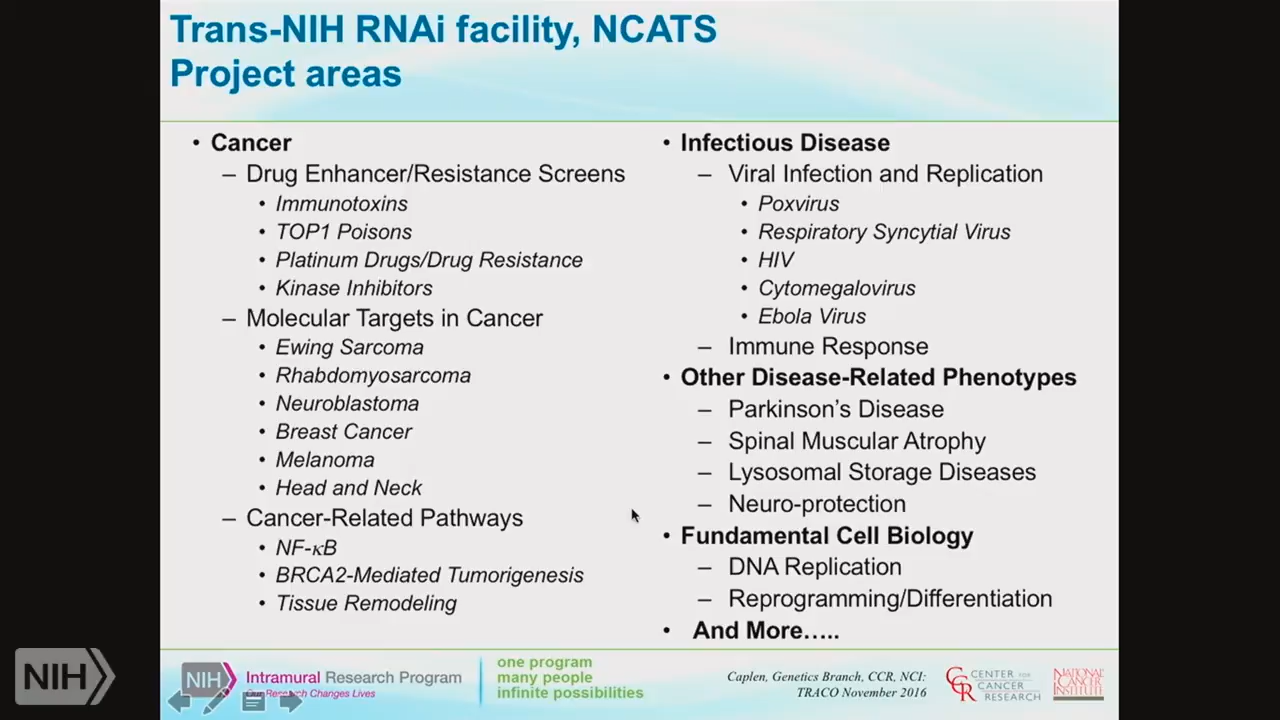 Trans-NIH RNAi facility, NCATS
Project areas
• Cancer
– Drug Enhancer/Resistance Screens
• Immunotoxins
• TOP1 Poisons
• Platinum Drugs/Drug Resistance
• Kinase Inhibitors
– Molecular Targets in Cancer
• Ewing Sarcoma
• Rhabdomyosarcoma
• Neuroblastoma
• Breast Cancer
• Melanoma
• Head and Neck
– Cancer-Related Pathways
• NF-κB
• BRCA2-Mediated Tumorigenesis
• Tissue Remodeling
• Infectious Disease
– Viral Infection and Replication
• Poxvirus
• Respiratory Syncytial Virus
• HIV
• Cytomegalovirus
• Ebola Virus
– Immune Response
• Other Disease-Related Phenotypes
– Parkinson's Disease
– Spinal Muscular Atrophy
– Lysosomal Storage Diseases
– Neuro-protection
• Fundamental Cell Biology
– DNA Replication
– Reprogramming/Differentiation
• And More…..
NIH
NIH
Intramural Research Program
Our Research Changes Lives
one program
many people
infinite possibilities
Caplen, Genetics Branch, CCR, NCI:
TRACO November 2016
CCR
CENTER FOR
CANCER
RESEARCH
NATIONAL
CANCER
INSTITUTE